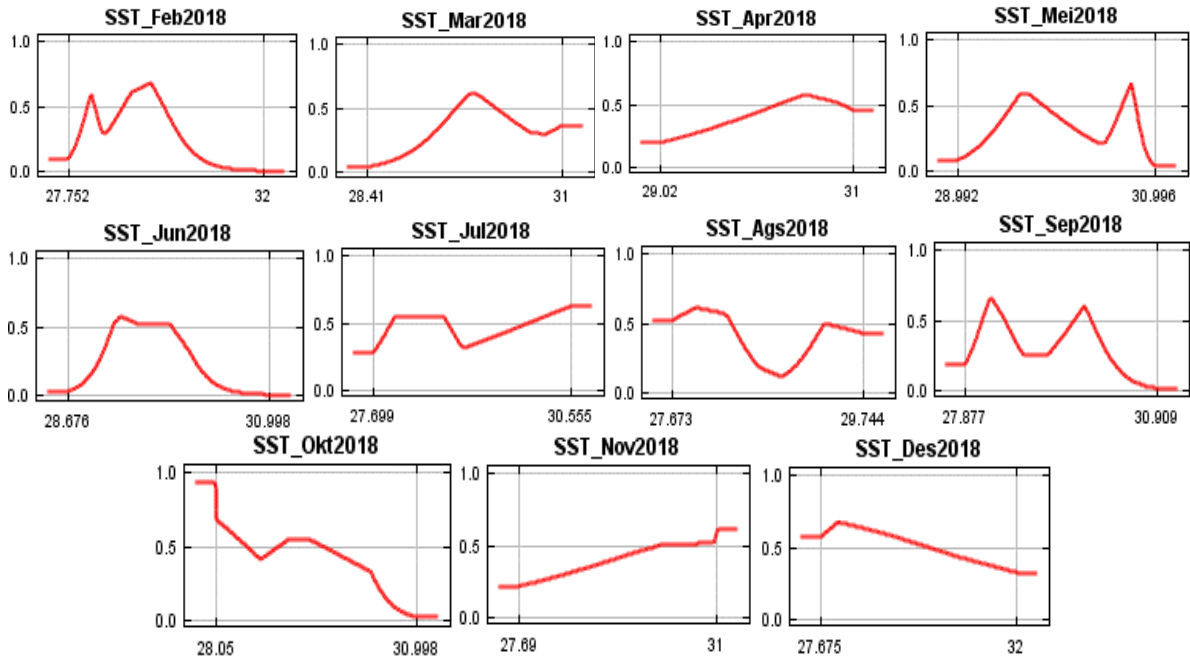 SST_Feb2018 SST_Mar2018 SST_Apr2018 SST_Mei2018
1.0 1.0 1.0 1.0
0.5 0.5 0.5 0.5
0.0 0.0 0.0 0.0
27.752 32 28.41 31 29.02 31 28.992 30.996
SST_Jun2018 SST_Jul2018 SST_Ags2018 SST_Sep2018
1.0 1.0 1.0 1.0
0.5 0.5 0.5 0.5
0.0 0.0 0.0 0.0
28.676 30.998 27.699 30.555 27.673 29.744 27.877 30.909
SST_Okt2018 SST_Nov2018 SST_Des2018
1.0 1.0 1.0
0.5 0.5 0.5
0.0 0.0 0.0
28.05 30.998 27.69 31 27.675 32